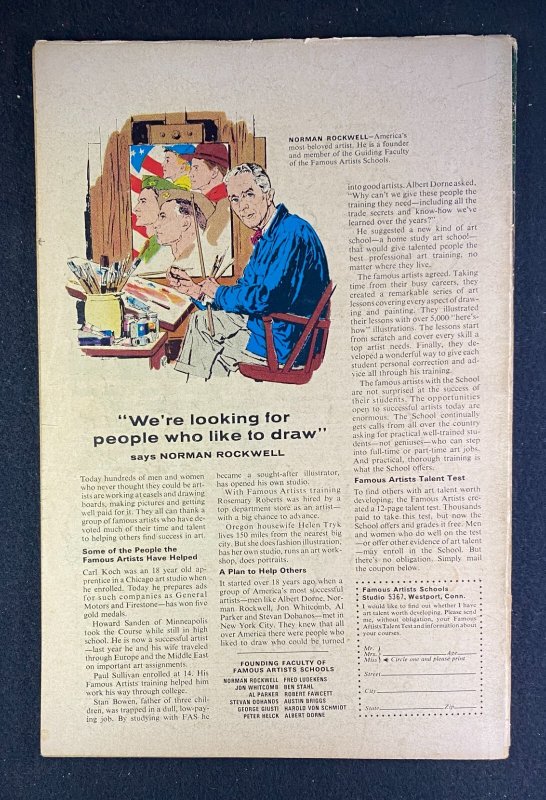 NORMAN ROCKWELL—America's
most beloved artist. He is a founder
and member of the Guiding Faculty
of the Famous Artists Schools.
"We're looking for
people who like to draw"
says NORMAN ROCKWELL
Today hundreds of men and women
who never thought they could be art-
ists are working at easels and drawing
boards, making pictures and getting
well paid for it. They all can thank a
group of famous artists who have de-
voted much of their time and talent
to helping others find success in art.
Some of the People the
Famous Artists Have Helped
Carl Koch was an 18 year old ap-
prentice in a Chicago art studio when
he enrolled. Today he prepares ads
for such companies as General
Motors and Firestone—has won five
gold medals.
Howard Sanden of Minneapolis
took the Course while still in high
school. He is now a successful artist
—last year he and his wife traveled
through Europe and the Middle East
on important art assignments.
Paul Sullivan enrolled at 14. His
Famous Artists training helped him
work his way through college.
Stan Bowen, father of three chil-
dren, was trapped in a dull, low-pay-
ing job. By studying with FAS he
became a sought-after illustrator,
has opened his own studio.
With Famous Artists training
Rosemary Roberts was hired by a
top department store as an artist—
with a big chance to advance.
Oregon housewife Helen Tryk
lives 150 miles from the nearest big
city. But she does fashion illustration,
has her own studio, runs an art work-
shop, does portraits.
A Plan to Help Others
It started over 18 years ago when a
group of America's most successful
artists—men like Albert Dorne, Nor-
man Rockwell, Jon Whitcomb, Al
Parker and Stevan Dohanos—met in
New York City. They knew that all
over America there were people who
liked to draw who could be turned
FOUNDING FACULTY OF
FAMOUS ARTISTS SCHOOLS
NORMAN ROCKWELL FRED LUDEKENS
JON WHITCOMB BEN STAHL
AL PARKER ROBERT FAWCETT
STEVAN DOHANOS AUSTIN BRIGGS
GEORGE GIUSTI HAROLD VON SCHMIDT
PETER HELCK ALBERT DORNE
into good artists. Albert Dorne asked,
"Why can't we give these people the
training they need—including all the
trade secrets and know-how we've
learned over the years?"
He suggested a new kind of art
school—a home study art school—
that would give talented people the
best professional art training, no
matter where they live.
The famous artists agreed. Taking
time from their busy careers, they
created a remarkable series of art
lessons covering every aspect of draw-
ing and painting. They illustrated
their lessons with over 5,000 "here's-
how" illustrations. The lessons start
from scratch and cover every skill a
top artist needs. Finally, they de-
veloped a wonderful way to give each
student personal correction and ad-
vice all through his training.
The famous artists with the School
are not surprised at the success of
their students. The opportunities
open to successful artists today are
enormous. The School continually
gets calls from all over the country
asking for practical well-trained stu-
dents—not geniuses—who can step
into full-time or part-time art jobs.
And practical, thorough training is
what the School offers.
Famous Artists Talent Test
To find others with art talent worth
developing, the Famous Artists cre-
ated a 12-page talent test. Thousands
paid to take this test, but now the
School offers and grades it free. Men
and women who do well on the test
—or offer other evidence of art talent
—may enroll in the School. But
there's no obligation. Simply mail
the coupon below.
Famous Artists Schools
Studio 5367, Westport, Conn.
I would like to find out whether I have
art talent worth developing. Please send
me, without obligation, your Famous
Artists Talent Test and information about
your courses.
Mr.
Mrs. Age
Miss Circle one and please print
Street
City
State Zip